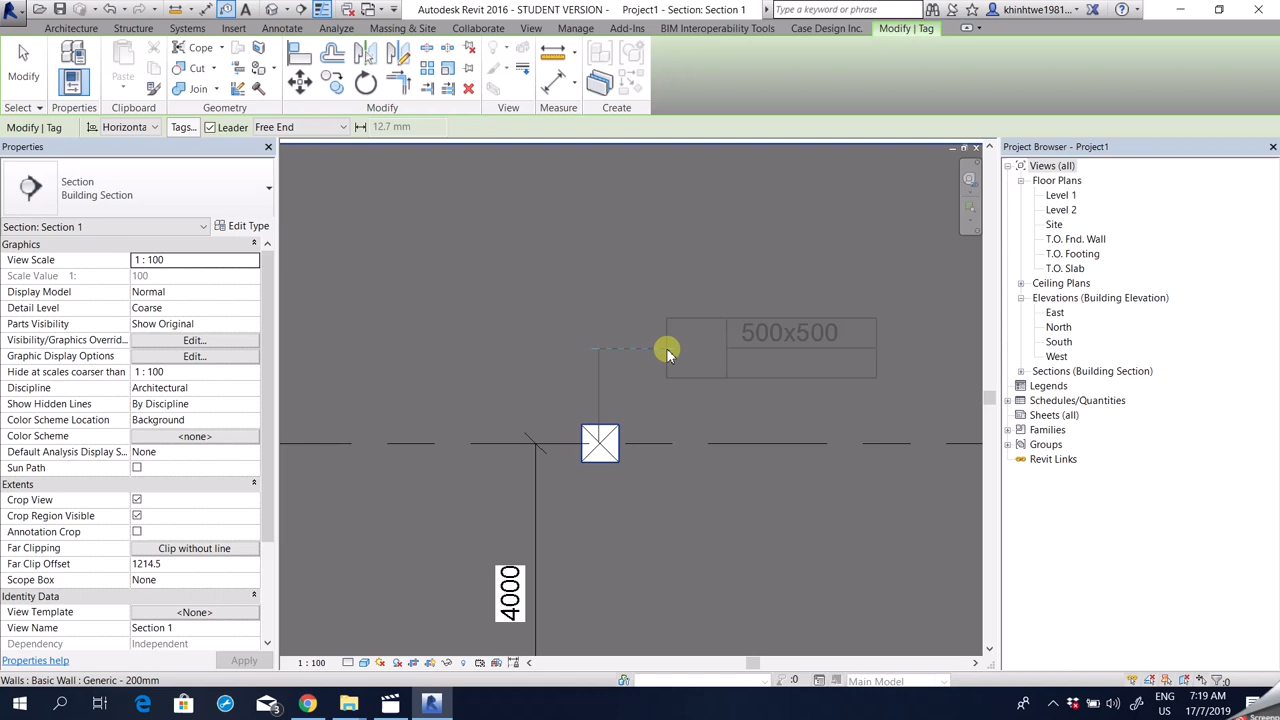 Autodesk Revit 2016 - STUDENT VERSION - Project1 - Section: Section 1
Type a keyword or phrase
khintwe1981...
Architecture Structure Systems Insert Annotate Analyze Massing & Site Collaborate View Manage Add-Ins BIM Interoperability Tools Case Design Inc. Modify | Tag
Modify
Paste
Cope
Cut
Join
Select Properties Clipboard Geometry Modify View Measure Create
Modify | Tag Horizonta Tags... Leader Free End 12.7 mm
Properties
Section
Building Section
Section: Section 1 Edit Type
Graphics
View Scale 1 : 100
Scale Value 1: 100
Display Model Normal
Detail Level Coarse
Parts Visibility Show Original
Visibility/Graphics Overrid... Edit...
Graphic Display Options Edit...
Hide at scales coarser than 1 : 100
Discipline Architectural
Show Hidden Lines By Discipline
Color Scheme Location Background
Color Scheme <none>
Default Analysis Display St... None
Sun Path
Extents
Crop View
Crop Region Visible
Annotation Crop
Far Clipping Clip without line
Far Clip Offset 1214.5
Scope Box None
Identity Data
View Template <None>
View Name Section 1
Dependency Independent
Properties help Apply
500x500
4000
1 : 100
Project Browser - Project1
Views (all)
Floor Plans
Level 1
Level 2
Site
T.O. Fnd. Wall
T.O. Footing
T.O. Slab
Ceiling Plans
Elevations (Building Elevation)
East
North
South
West
Sections (Building Section)
Legends
Schedules/Quantities
Sheets (all)
Families
Groups
Revit Links
Walls : Basic Wall : Generic - 200mm
:0
Main Model
:0
3
ENG
US
7:19 AM
17/7/2019